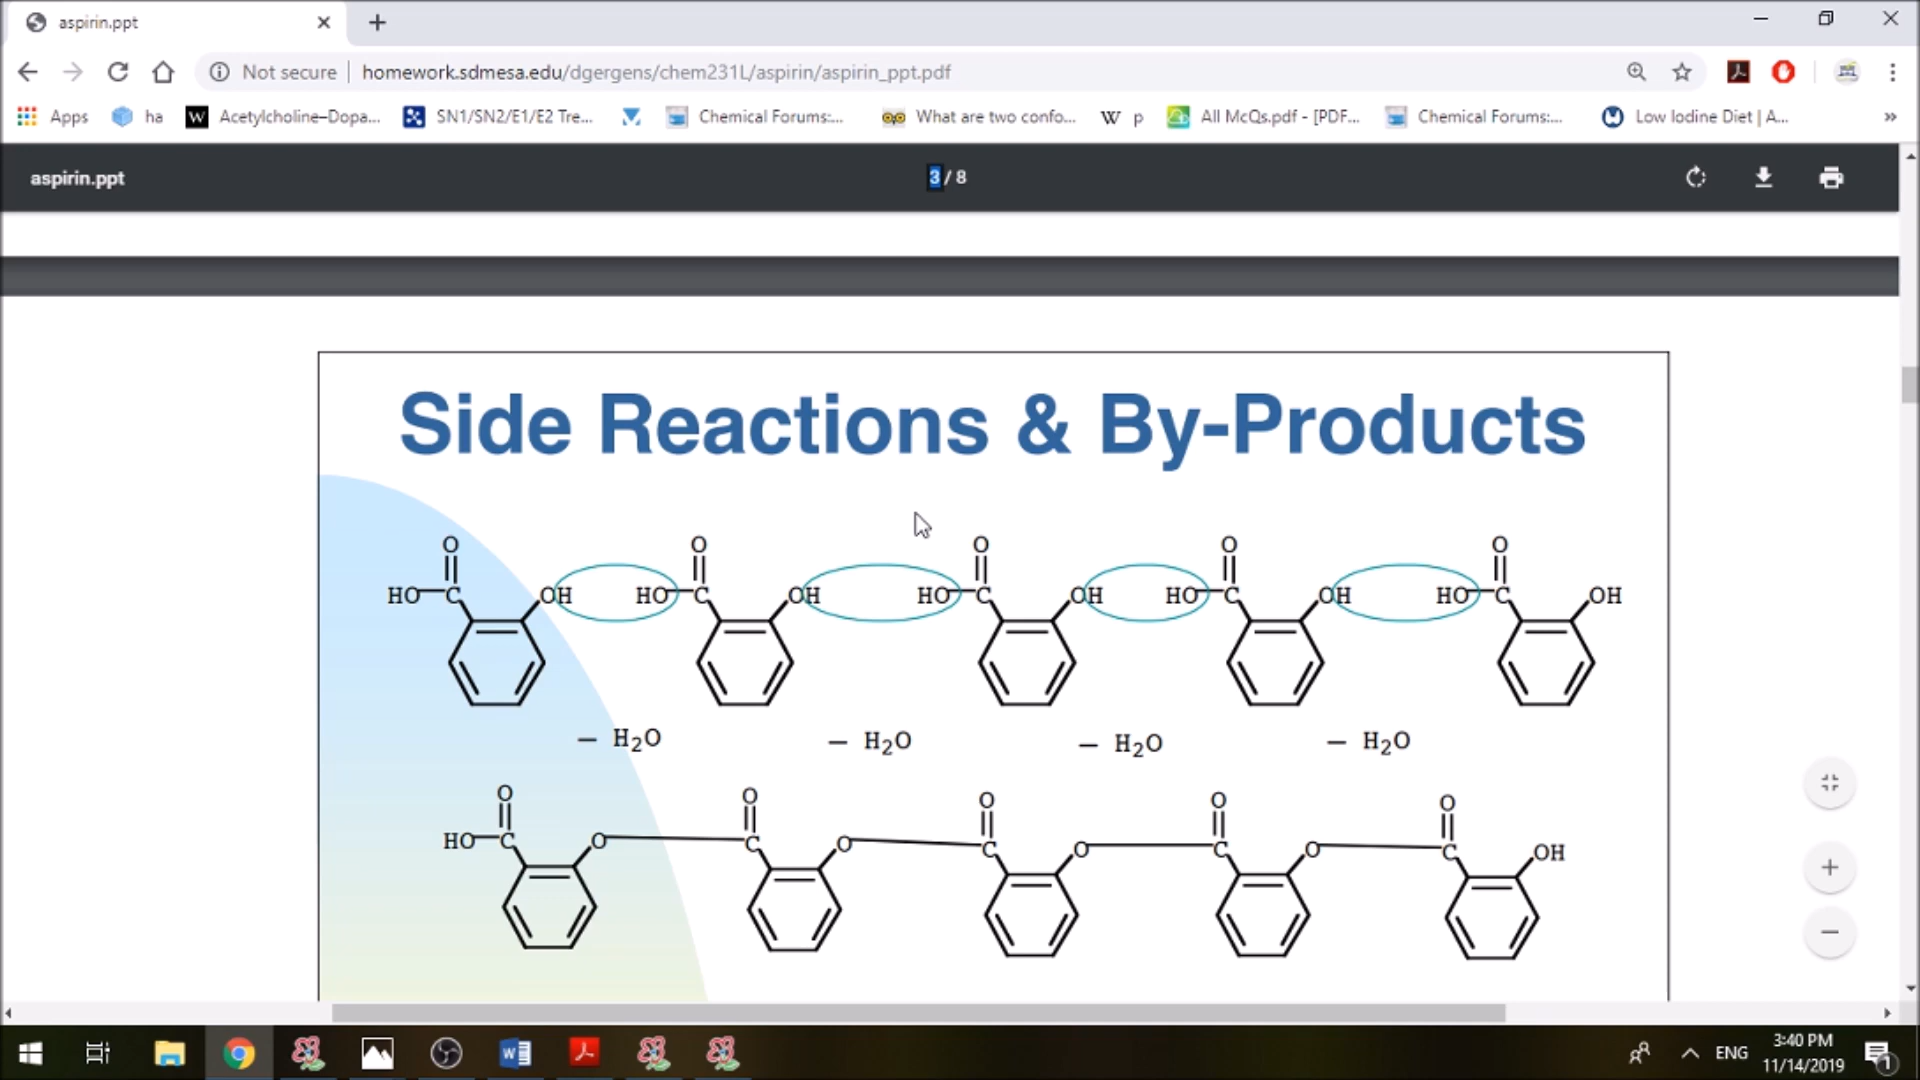 aspirin.ppt
Not secure homework.sdmesa.edu/dgergens/chem231L/aspirin/aspirin_ppt.pdf
Apps ha W Acetylcholine–Dopa... SN1/SN2/E1/E2 Tre... Chemical Forums:... What are two confo... W p All McQs.pdf - [PDF... Chemical Forums:... Low Iodine Diet | A... »
aspirin.ppt 3 / 8
Side Reactions & By-Products
O O O O O
HO C OH HO C OH HO C OH HO C OH HO C OH
– H2O – H2O – H2O – H2O
O O O O O
HO C O C O C O C O C OH
ENG 3:40 PM
11/14/2019 1